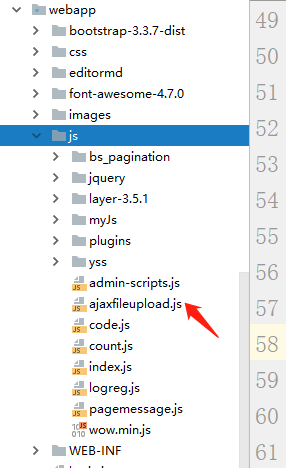 webapp
bootstrap-3.3.7-dist
css
editormd
font-awesome-4.7.0
images
js
bs_pagination
jquery
layer-3.5.1
myJs
plugins
yss
admin-scripts.js
ajaxfileupload.js
code.js
count.js
index.js
logreg.js
pagemessage.js
wow.min.js
WEB-INF
49
50
51
52
53
54
55
56
57
58
59
60
61